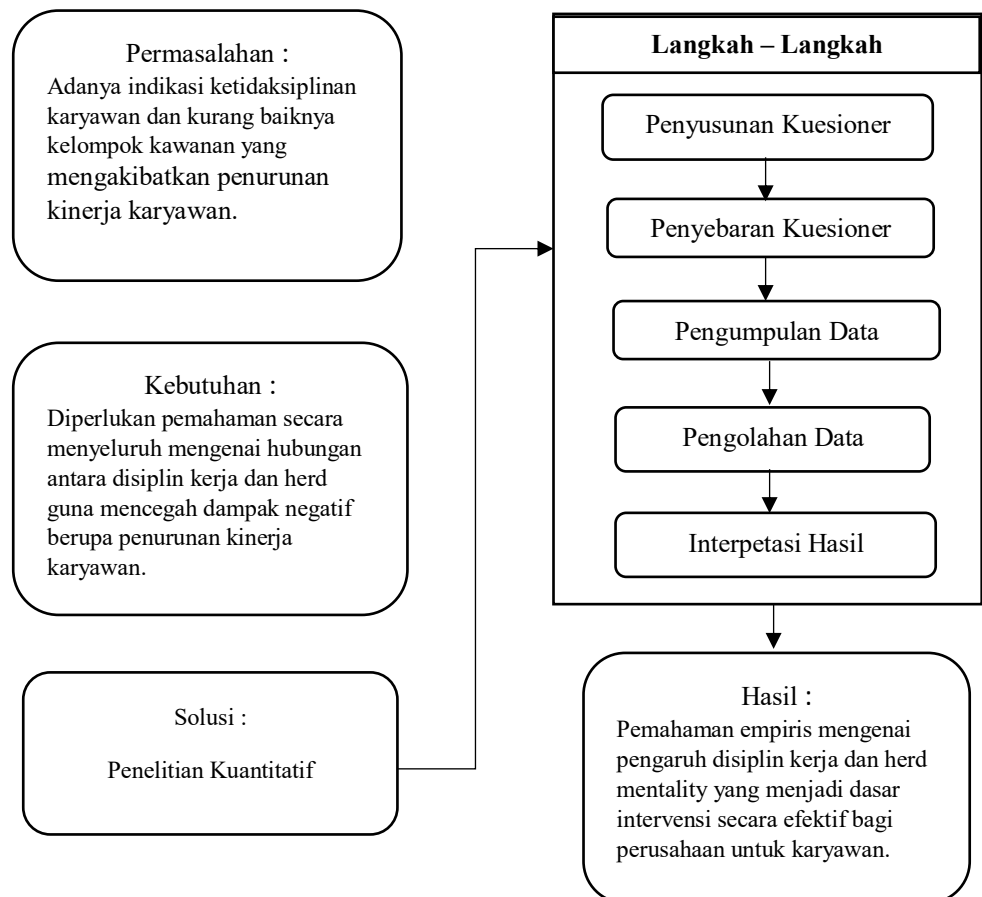 Permasalahan :
Adanya indikasi ketidaksiplinan
karyawan dan kurang baiknya
kelompok kawanan yang
mengakibatkan penurunan
kinerja karyawan.
Kebutuhan :
Diperlukan pemahaman secara
menyeluruh mengenai hubungan
antara disiplin kerja dan herd
guna mencegah dampak negatif
berupa penurunan kinerja
karyawan.
Solusi :
Penelitian Kuantitatif
Langkah – Langkah
Penyusunan Kuesioner
Penyebaran Kuesioner
Pengumpulan Data
Pengolahan Data
Interpetasi Hasil
Hasil :
Pemahaman empiris mengenai
pengaruh disiplin kerja dan herd
mentality yang menjadi dasar
intervensi secara efektif bagi
perusahaan untuk karyawan.